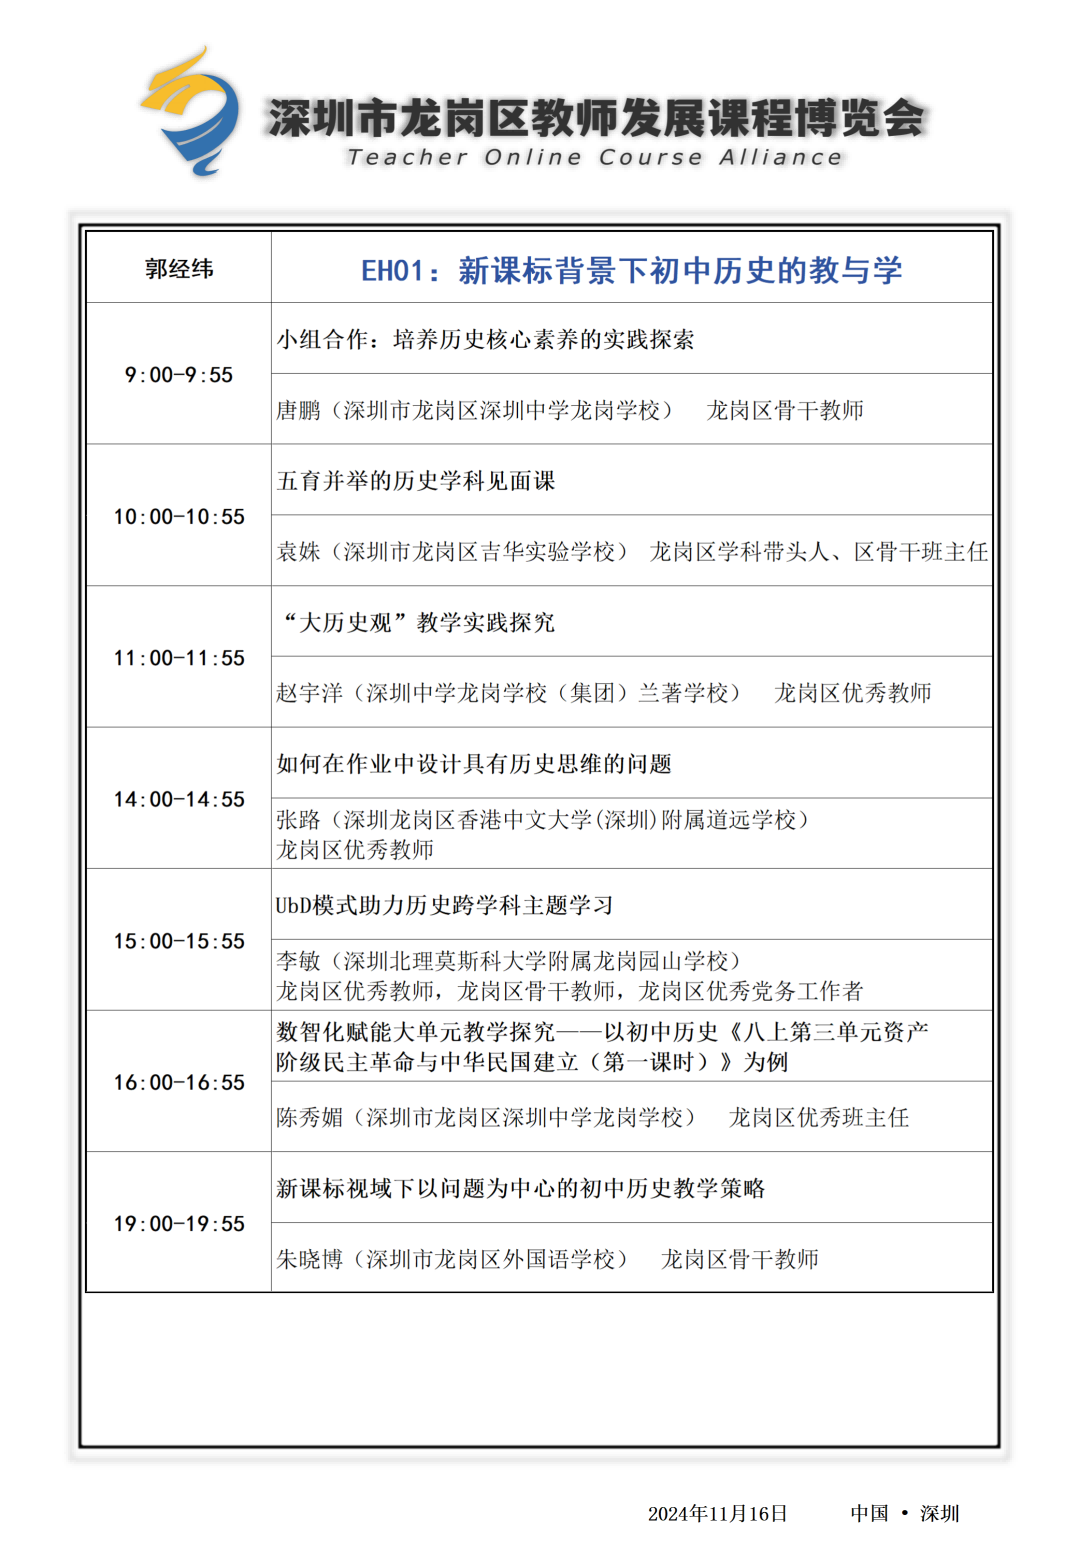 深圳市龙岗区教师发展课程博览会
Teacher Online Course Alliance
郭经纬
EH01：新课标背景下初中历史的教与学
9:00-9:55
小组合作：培养历史核心素养的实践探索
唐鹏（深圳市龙岗区深圳中学龙岗学校） 龙岗区骨干教师
10:00-10:55
五育并举的历史学科见面课
袁姝（深圳市龙岗区吉华实验学校） 龙岗区学科带头人、区骨干班主任
11:00-11:55
“大历史观”教学实践探究
赵宇洋（深圳中学龙岗学校（集团）兰著学校） 龙岗区优秀教师
14:00-14:55
如何在作业中设计具有历史思维的问题
张路（深圳龙岗区香港中文大学(深圳)附属道远学校）
龙岗区优秀教师
15:00-15:55
UbD模式助力历史跨学科主题学习
李敏（深圳北理莫斯科大学附属龙岗园山学校）
龙岗区优秀教师，龙岗区骨干教师，龙岗区优秀党务工作者
16:00-16:55
数智化赋能大单元教学探究——以初中历史《八上第三单元资产
阶级民主革命与中华民国建立（第一课时）》为例
陈秀媚（深圳市龙岗区深圳中学龙岗学校） 龙岗区优秀班主任
19:00-19:55
新课标视域下以问题为中心的初中历史教学策略
朱晓博（深圳市龙岗区外国语学校） 龙岗区骨干教师
2024年11月16日 中国 • 深圳